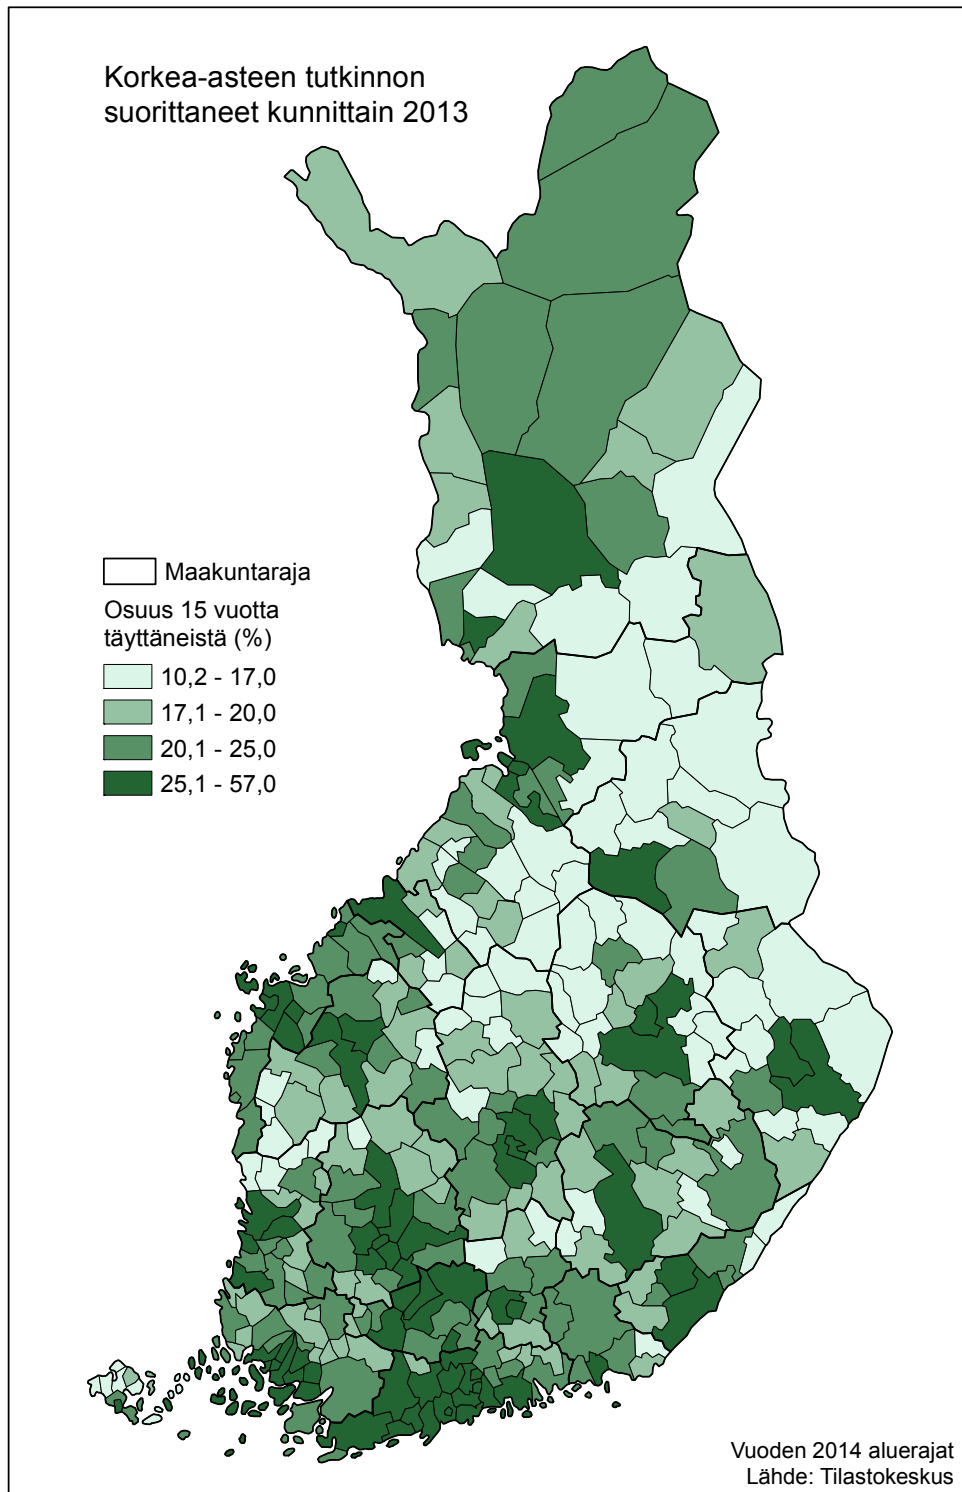 Korkea-asteen tutkinnon
suorittaneet kunnittain 2013
Maakuntaraja
Osuus 15 vuotta
täyttäneistä (%)
10,2 - 17,0
17,1 - 20,0
20,1 - 25,0
25,1 - 57,0
Vuoden 2014 aluerajat
Lähde: Tilastokeskus